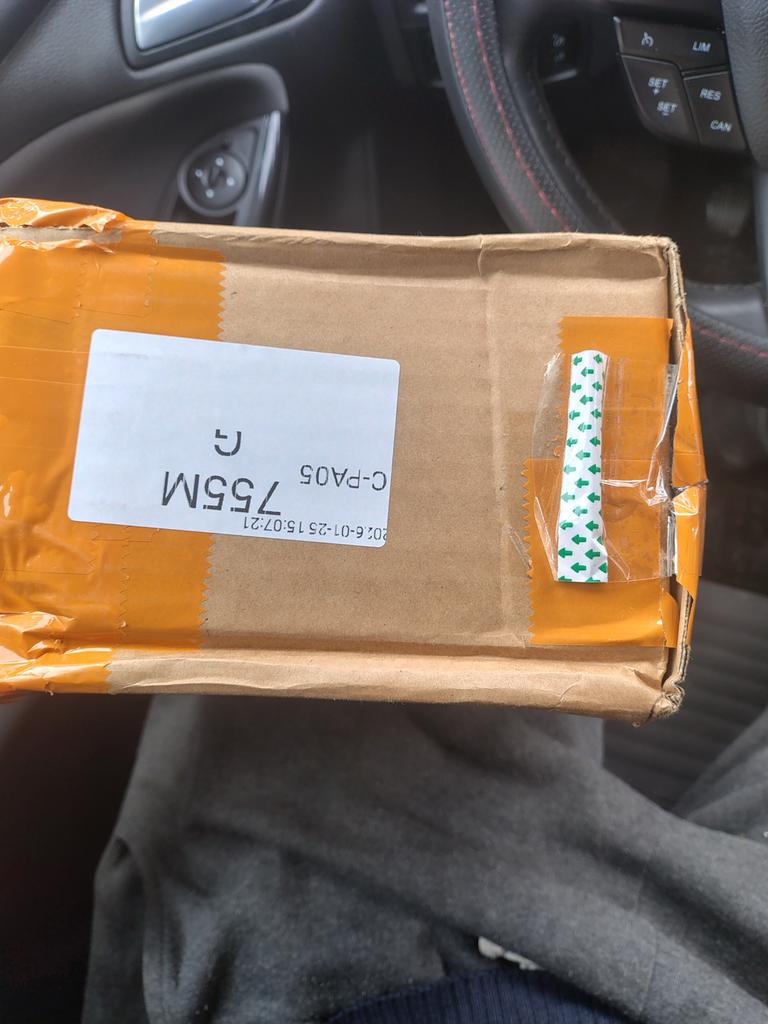 LIM
SET
+
SET
-
RES
CAN
2026-01-25 15:07:21
755M
C-PA05
G